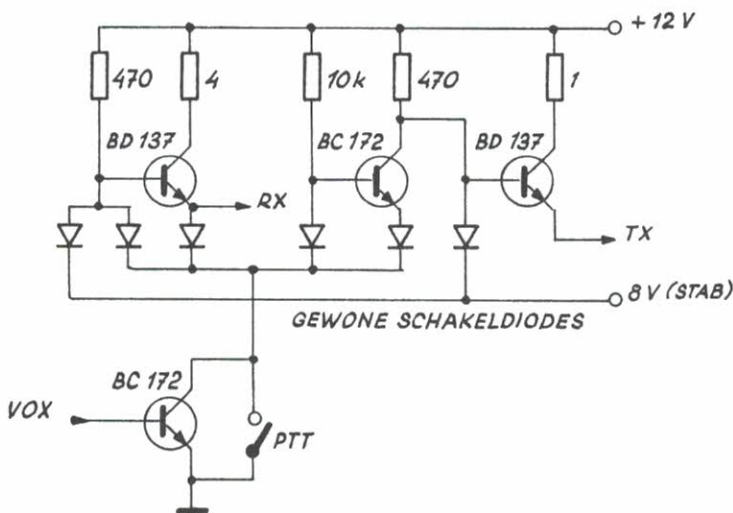 + 12 V
470
4
10k
470
1
BD 137
BC 172
BD 137
RX
TX
8 V (STAB)
GEWONE SCHAKELDIODES
BC 172
VOX
PTT